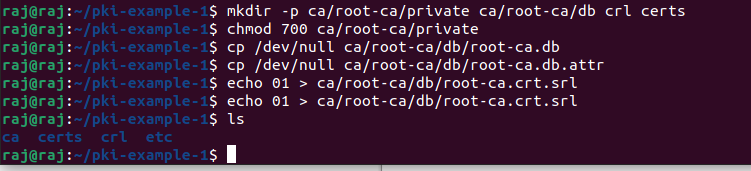 raj@raj:~/pki-example-1$ mkdir -p ca/root-ca/private ca/root-ca/db crl certs
raj@raj:~/pki-example-1$ chmod 700 ca/root-ca/private
raj@raj:~/pki-example-1$ cp /dev/null ca/root-ca/db/root-ca.db
raj@raj:~/pki-example-1$ cp /dev/null ca/root-ca/db/root-ca.db.attr
raj@raj:~/pki-example-1$ echo 01 > ca/root-ca/db/root-ca.crt.srl
raj@raj:~/pki-example-1$ echo 01 > ca/root-ca/db/root-ca.crt.srl
raj@raj:~/pki-example-1$ ls
ca  certs  crl  etc
raj@raj:~/pki-example-1$